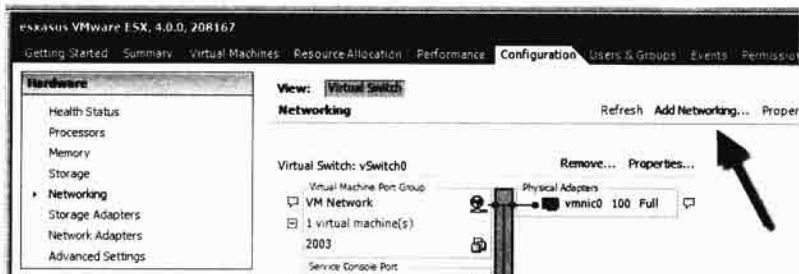 esxasus VMware ESX, 4.0.0, 208167
Getting Started Summary Virtual Machines Resource Allocation Performance Configuration Users & Groups Events Permission
Hardware
Health Status
Processors
Memory
Storage
Networking
Storage Adapters
Network Adapters
Advanced Settings
View: Virtual Switch
Networking
Refresh Add Networking... Proper
Virtual Switch: vSwitch0
Remove... Properties...
Virtual Machine Port Group
VM Network
1 virtual machine(s)
2003
Service Console Port
Physical Adapters
vmnic0 100 Full